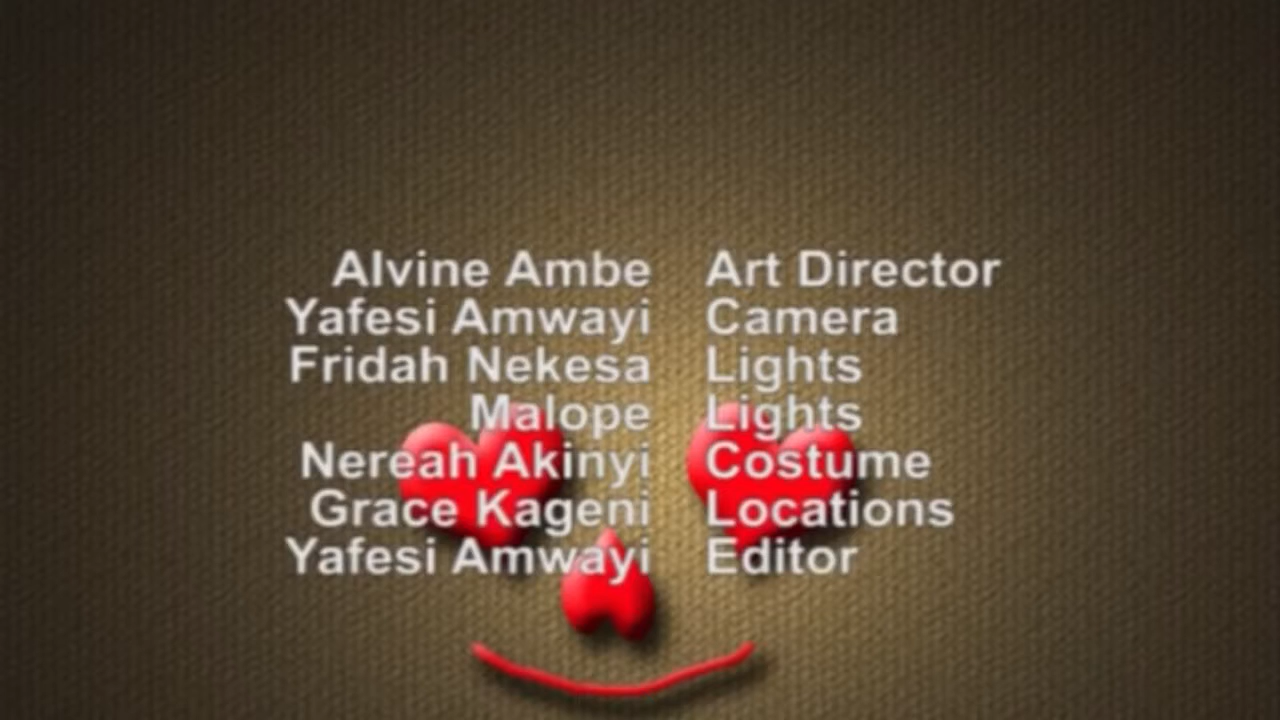 Alvine Ambe Art Director
Yafesi Amwayi Camera
Fridah Nekesa Lights
Malope Lights
Nereah Akinyi Costume
Grace Kageni Locations
Yafesi Amwayi Editor